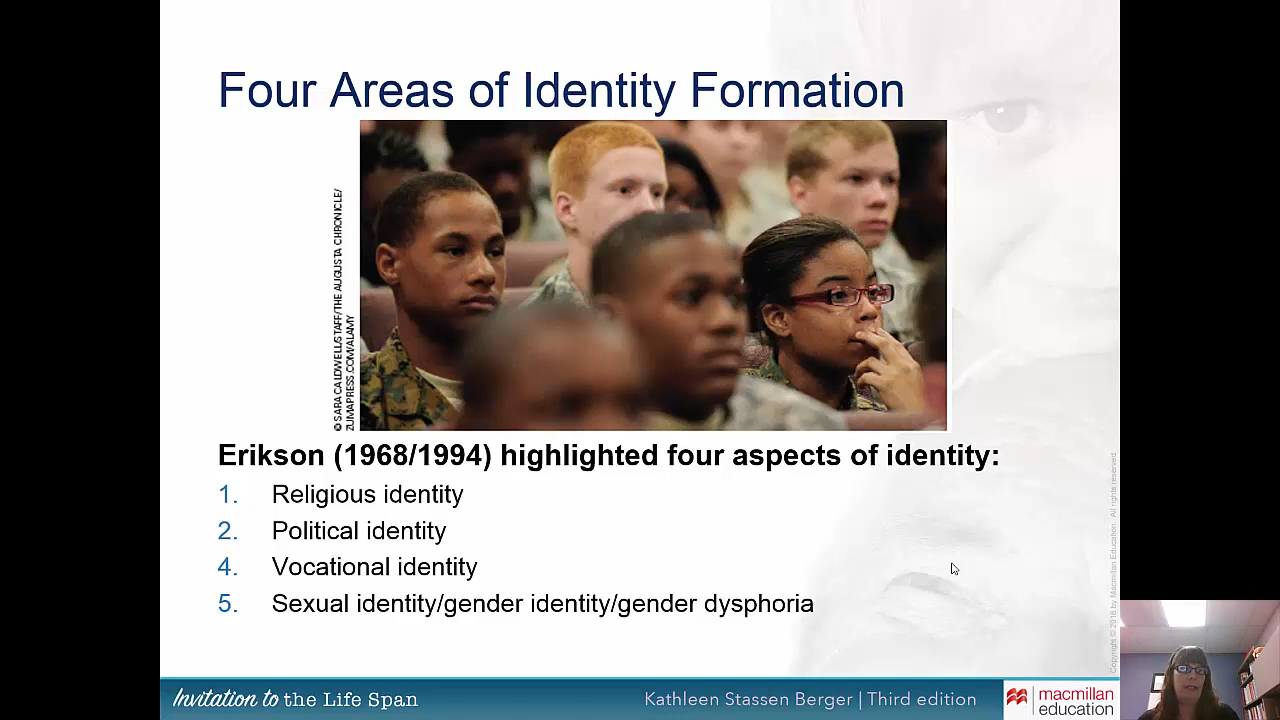 Four Areas of Identity Formation
© SARA CALDWELL/STAFF/THE AUGUSTA CHRONICLE/
ZUMAPRESS.COM/ALAMY
Erikson (1968/1994) highlighted four aspects of identity:
1. Religious identity
2. Political identity
4. Vocational identity
5. Sexual identity/gender identity/gender dysphoria
Copyright © 2016 by Macmillan Education. All rights reserved
Invitation to the Life Span
Kathleen Stassen Berger | Third edition
macmillan
education